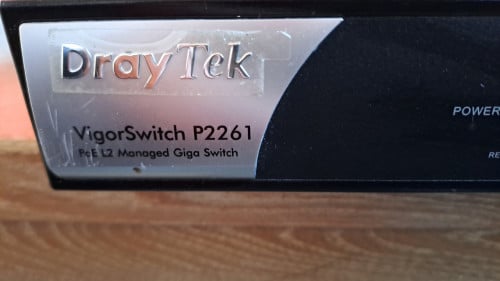 DrayTek
VigorSwitch P2261
PoE L2 Managed Giga Switch
POWER